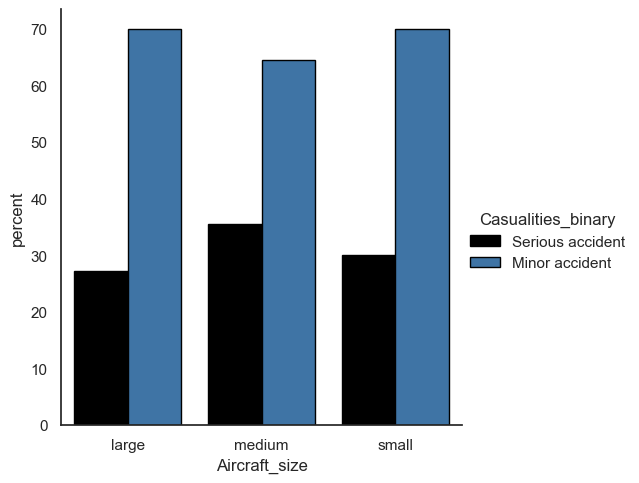 70
60
50
40
30
20
10
0
percent
large medium small
Aircraft_size
Casualities_binary
Serious accident
Minor accident